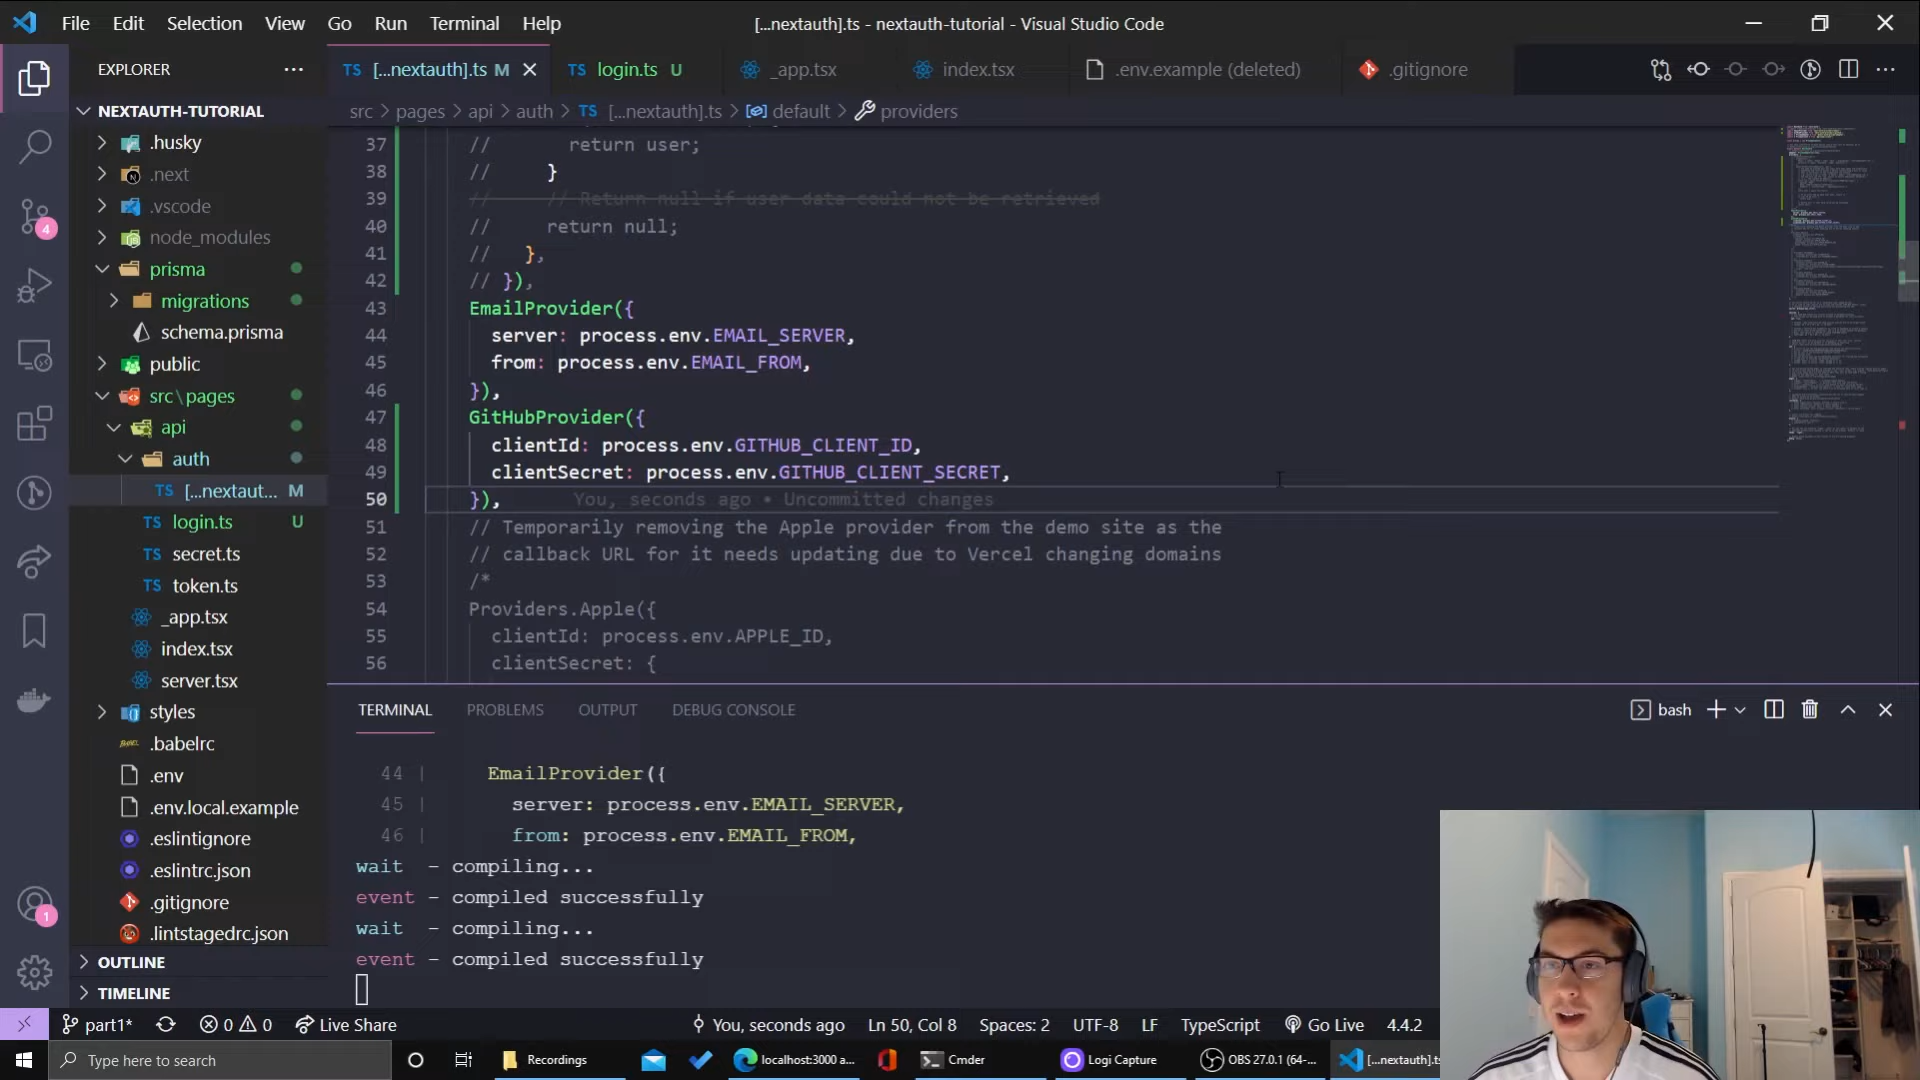 File Edit Selection View Go Run Terminal Help
[...nextauth].ts - nextauth-tutorial - Visual Studio Code
EXPLORER
TS [...nextauth].ts M
TS login.ts U
_app.tsx
index.tsx
.env.example (deleted)
.gitignore
NEXTAUTH-TUTORIAL
src > pages > api > auth > TS [...nextauth].ts > default > providers
.husky
.next
.vscode
node_modules
prisma
migrations
schema.prisma
public
src\pages
api
auth
TS [...nextaut... M
TS login.ts U
TS secret.ts
TS token.ts
_app.tsx
index.tsx
server.tsx
styles
.babelrc
.env
.env.local.example
.eslintignore
.eslintrc.json
.gitignore
.lintstagedrc.json
OUTLINE
TIMELINE
4
1
37 // return user;
38 // }
39 // // Return null if user data could not be retrieved
40 // return null;
41 // },
42 // }),
43 EmailProvider({
44 server: process.env.EMAIL_SERVER,
45 from: process.env.EMAIL_FROM,
46 }),
47 GitHubProvider({
48 clientId: process.env.GITHUB_CLIENT_ID,
49 clientSecret: process.env.GITHUB_CLIENT_SECRET,
50 }), You, seconds ago • Uncommitted changes
51 // Temporarily removing the Apple provider from the demo site as the
52 // callback URL for it needs updating due to Vercel changing domains
53 /*
54 Providers.Apple({
55 clientId: process.env.APPLE_ID,
56 clientSecret: {
TERMINAL PROBLEMS OUTPUT DEBUG CONSOLE
bash
44 | EmailProvider({
45 | server: process.env.EMAIL_SERVER,
46 | from: process.env.EMAIL_FROM,
wait - compiling...
event - compiled successfully
wait - compiling...
event - compiled successfully
part1* 0 0 Live Share
You, seconds ago Ln 50, Col 8 Spaces: 2 UTF-8 LF TypeScript Go Live 4.4.2
Type here to search
Recordings
localhost:3000 a...
Cmder
Logi Capture
OBS 27.0.1 (64-...
[...nextauth].ts